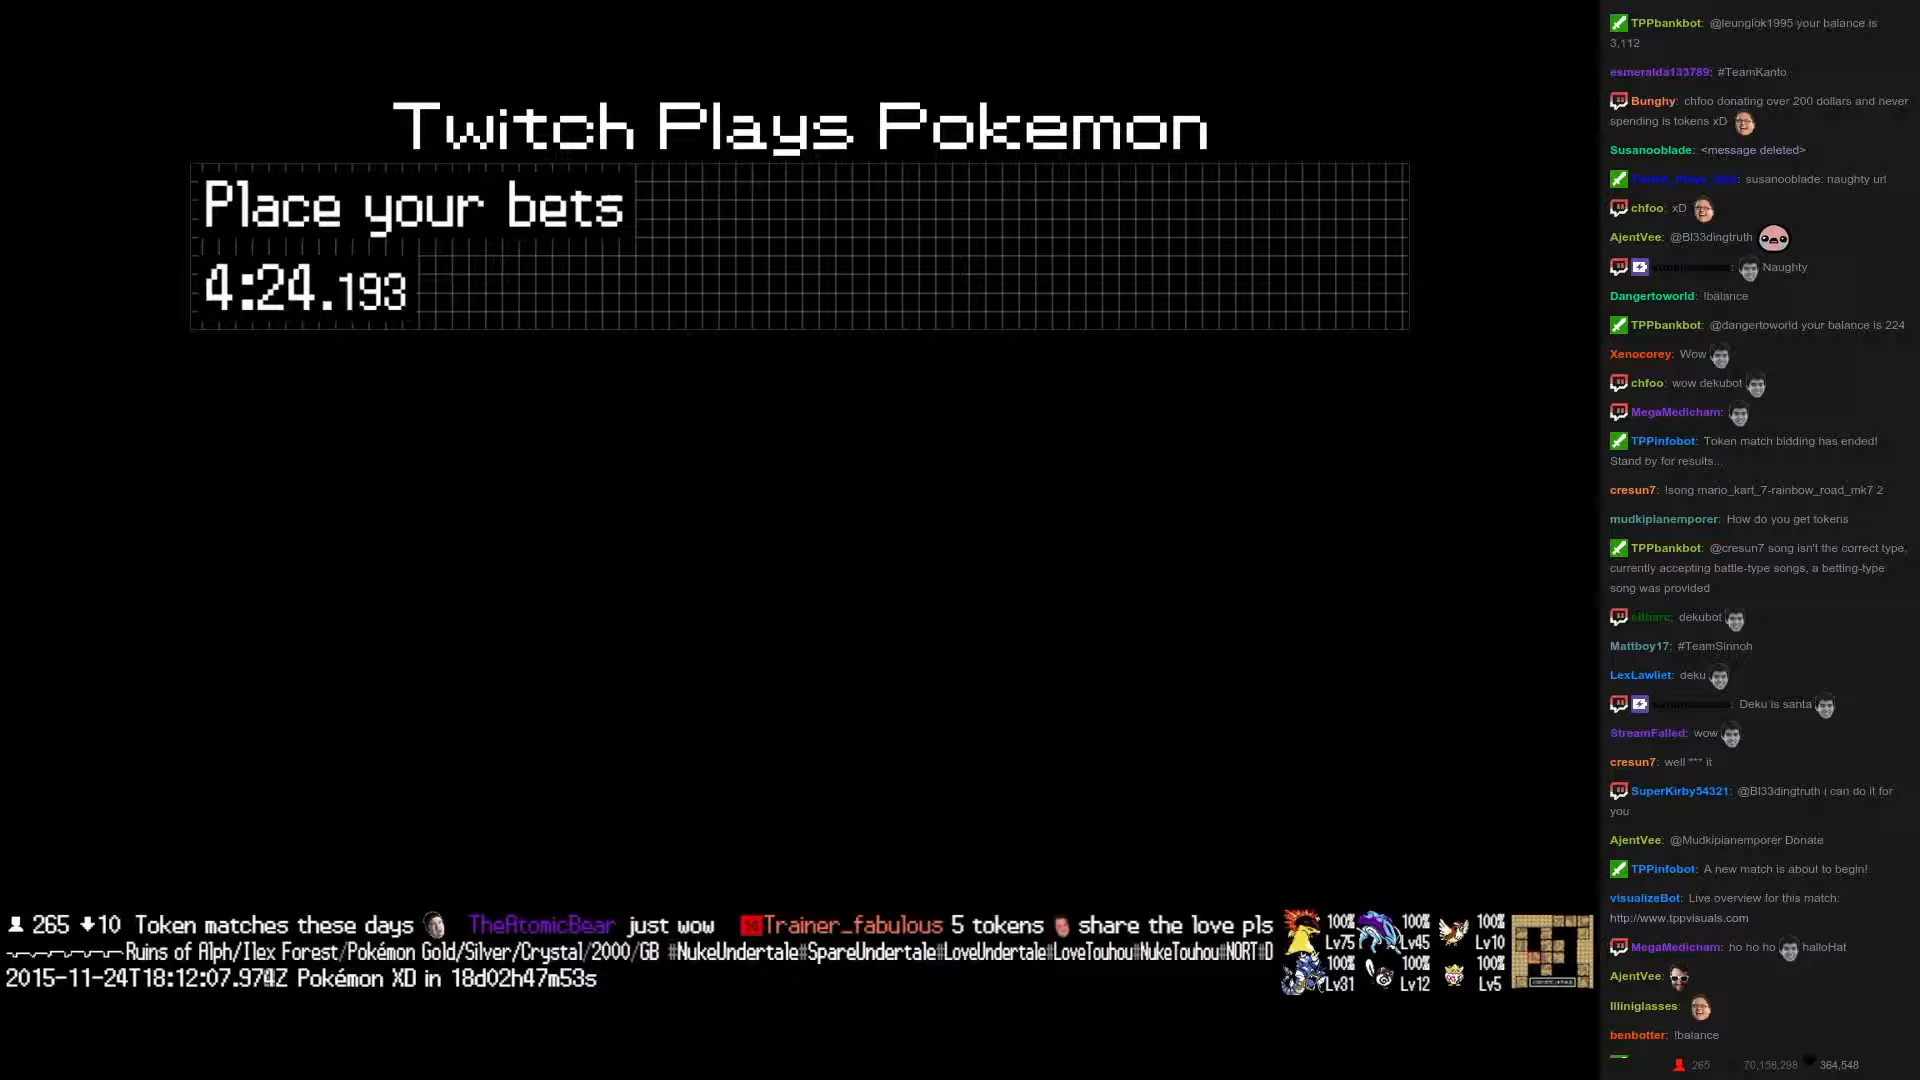 Twitch Plays Pokemon
Place your bets
4:24.193
265 10 Token matches these days TheAtomicBear just wow Trainer_fabulous 5 tokens share the love pls
Ruins of Alph/Ilex Forest/Pokémon Gold/Silver/Crystal/2000/GB #NukeUndertale#SpareUndertale#LoveUndertale#LoveTouhou#NukeTouhou#NORT#D
2015-11-24T18:12:07.974Z Pokémon XD in 18d02h47m53s
100% 100% 100%
Lv75 Lv45 Lv10
100% 100% 100%
Lv31 Lv12 Lv5
TPPbankbot: @leunglok1995 your balance is
3,112
esmeralda133789: #TeamKanto
Bunghy: chfoo donating over 200 dollars and never
spending is tokens xD
Susanooblade: <message deleted>
susanooblade: naughty url
chfoo: xD
AjentVee: @Bl33dingtruth
: Naughty
Dangertoworld: !balance
TPPbankbot: @dangertoworld your balance is 224
Xenocorey: Wow
chfoo: wow dekubot
MegaMedicham:
TPPinfobot: Token match bidding has ended!
Stand by for results...
cresun7: !song mario_kart_7-rainbow_road_mk7 2
mudkipianemporer: How do you get tokens
TPPbankbot: @cresun7 song isn't the correct type,
currently accepting battle-type songs, a betting-type
song was provided
dekubot
Mattboy17: #TeamSinnoh
LexLawliet: deku
: Deku is santa
StreamFailed: wow
cresun7: well *** it
SuperKirby54321: @Bl33dingtruth i can do it for
you
AjentVee: @Mudkipianemporer Donate
TPPinfobot: A new match is about to begin!
visualizeBot: Live overview for this match:
http://www.tppvisuals.com
MegaMedicham: ho ho ho halloHat
AjentVee:
Illiniglasses:
benbotter: !balance
265 70,158,298 364,548